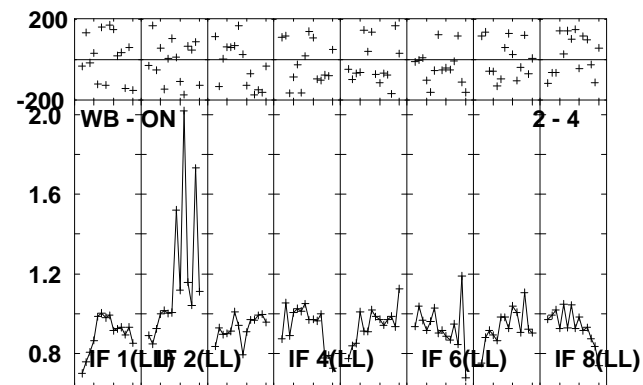 200
-200
2.0
WB - ON
2 - 4
1.6
1.2
0.8
IF 1(LL)
IF 2(LL)
IF 4(LL)
IF 6(LL)
IF 8(LL)